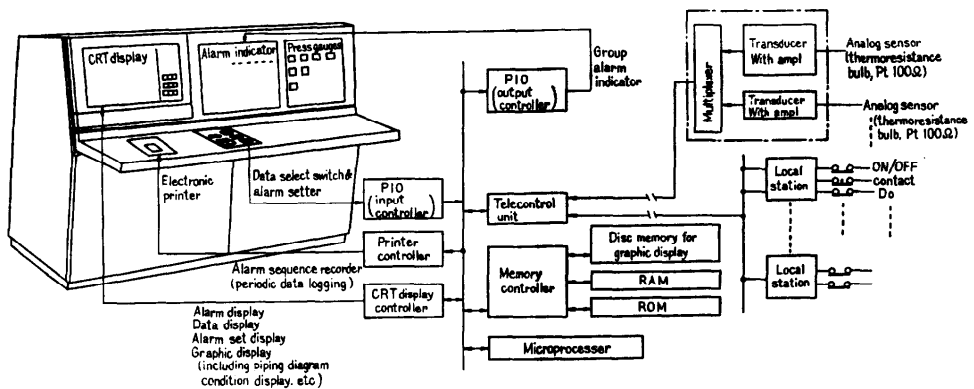 CRT display
Alarm indicator
Press gauges
Electronic
printer
Data select switch &
alarm setter
Group
alarm
indicator
PIO
(output
controller)
PIO
(input
controller)
Printer
controller
Alarm sequence recorder
(periodic data logging)
CRT display
controller
Alarm display
Data display
Alarm set display
Graphic display
(including piping diagram
condition display. etc)
Telecontrol
unit
Memory
controller
Disc memory for
graphic display
RAM
ROM
Microprocesser
Multiplexer
Transducer
With ampl
Transducer
With ampl
Analog sensor
(thermoresistance
bulb, Pt 100Ω)
Analog sensor
(thermoresistance
bulb, Pt 100Ω)
Local
station
ON/OFF
contact
Do
Local
station